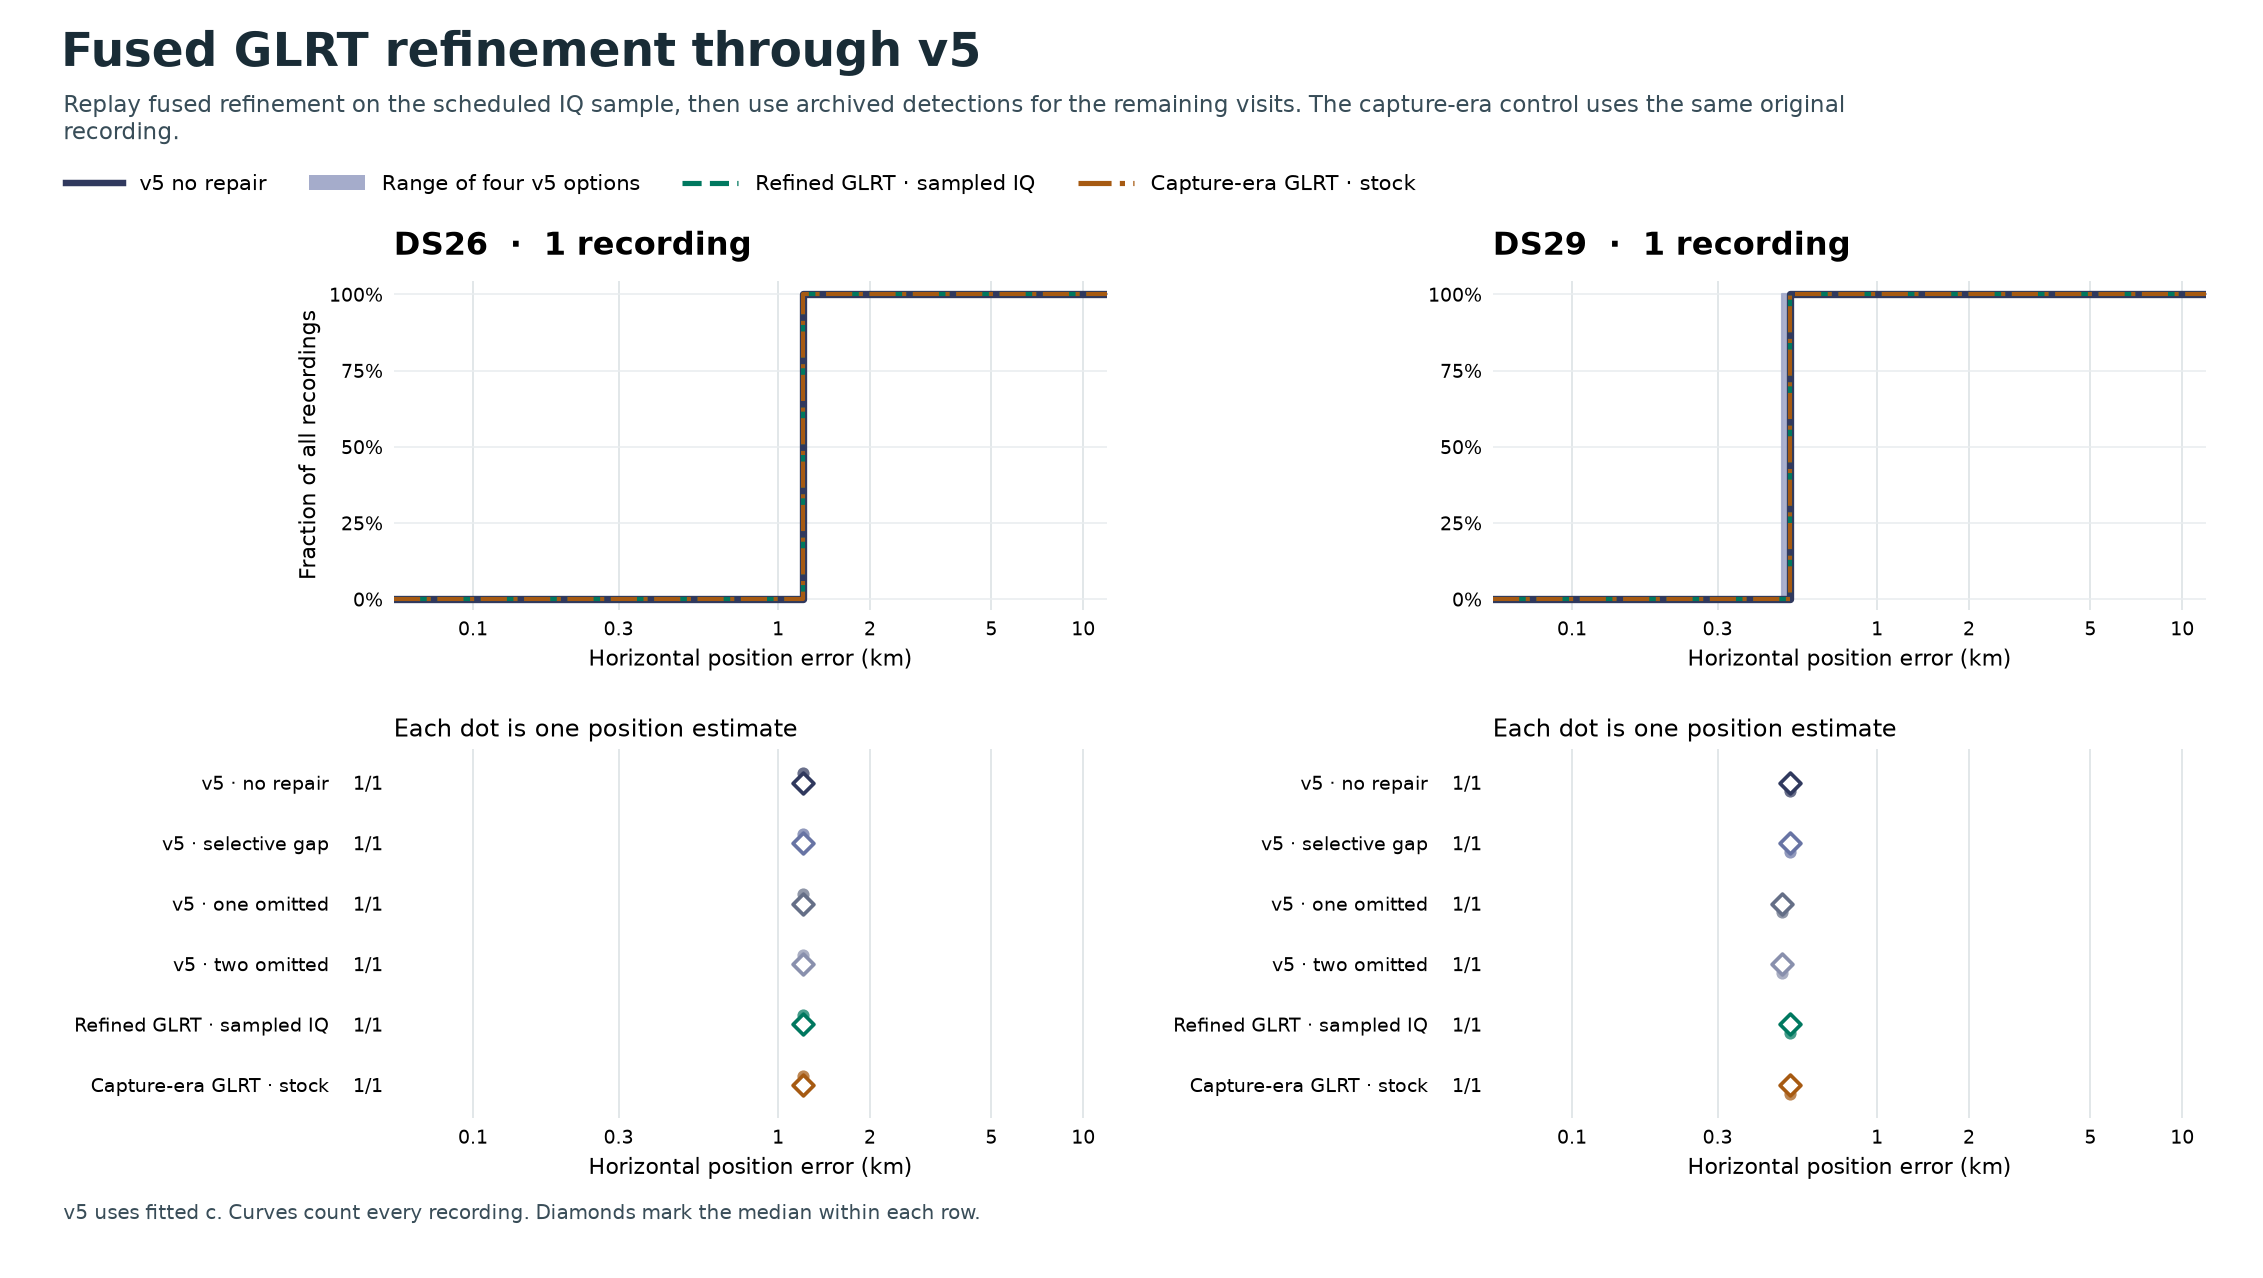 Fused GLRT refinement through v5
Replay fused refinement on the scheduled IQ sample, then use archived detections for the remaining visits. The capture-era control uses the same original
recording.
v5 no repair
Range of four v5 options
Refined GLRT · sampled IQ
Capture-era GLRT · stock
DS26 · 1 recording
Fraction of all recordings
100%
75%
50%
25%
0%
0.1 0.3 1 2 5 10
Horizontal position error (km)
DS29 · 1 recording
100%
75%
50%
25%
0%
0.1 0.3 1 2 5 10
Horizontal position error (km)
Each dot is one position estimate
v5 · no repair 1/1
v5 · selective gap 1/1
v5 · one omitted 1/1
v5 · two omitted 1/1
Refined GLRT · sampled IQ 1/1
Capture-era GLRT · stock 1/1
0.1 0.3 1 2 5 10
Horizontal position error (km)
Each dot is one position estimate
v5 · no repair 1/1
v5 · selective gap 1/1
v5 · one omitted 1/1
v5 · two omitted 1/1
Refined GLRT · sampled IQ 1/1
Capture-era GLRT · stock 1/1
0.1 0.3 1 2 5 10
Horizontal position error (km)
v5 uses fitted c. Curves count every recording. Diamonds mark the median within each row.